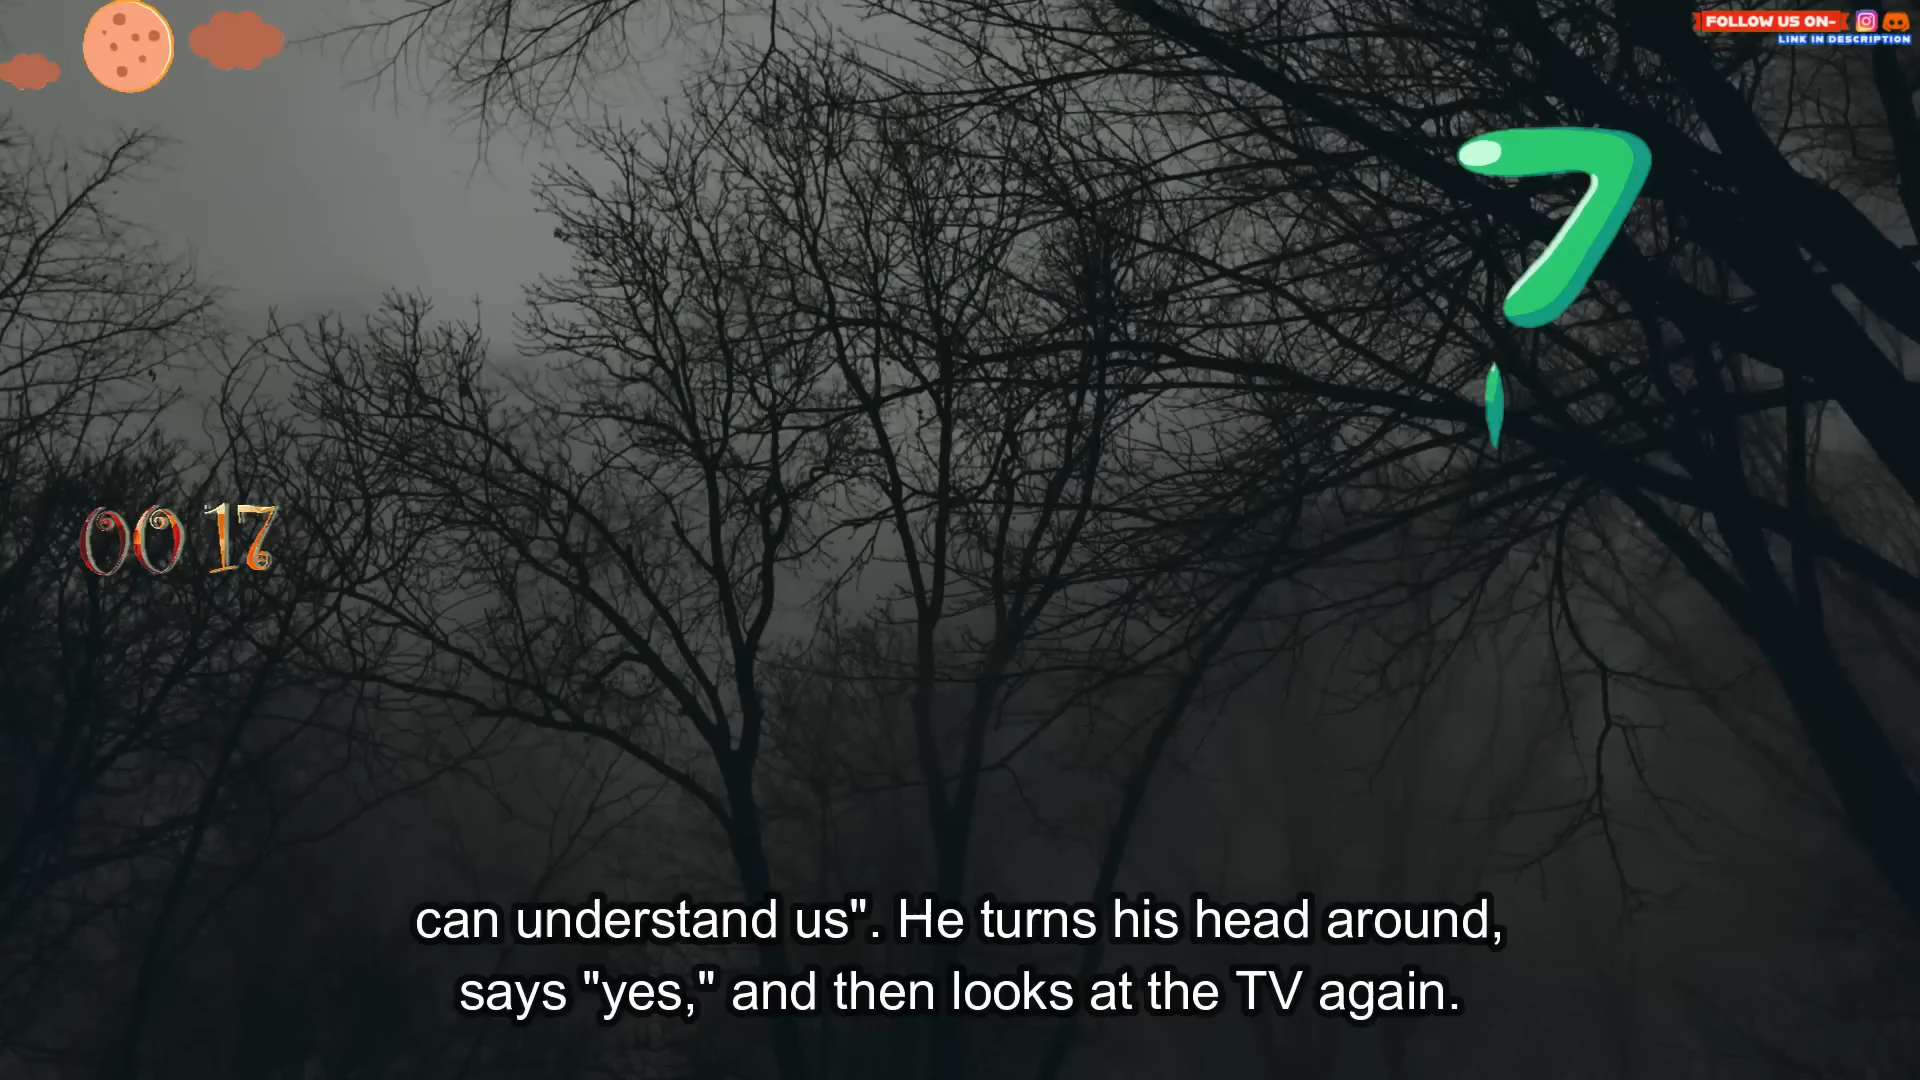 FOLLOW US ON-
LINK IN DESCRIPTION
7
00 17
can understand us". He turns his head around,
says "yes," and then looks at the TV again.